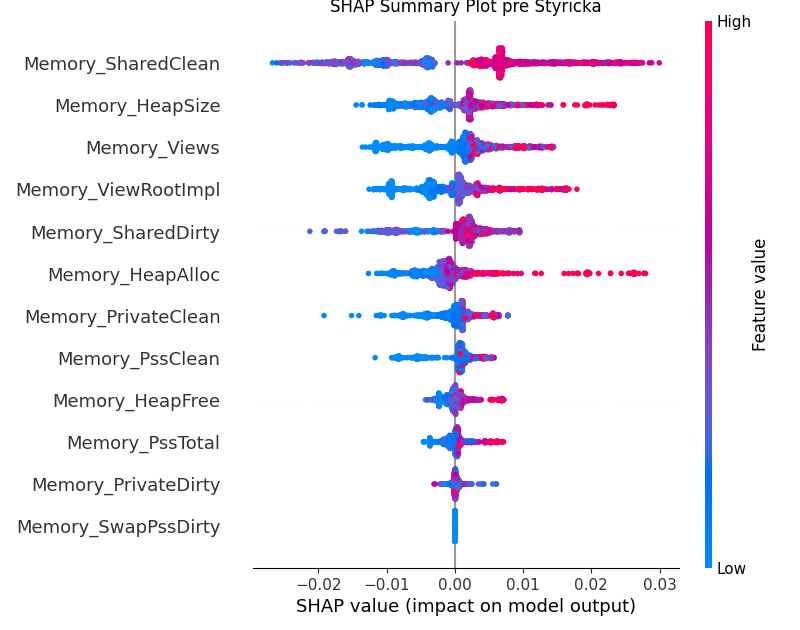 SHAP Summary Plot pre Styricka
High
Memory_SharedClean
Memory_HeapSize
Memory_Views
Memory_ViewRootImpl
Memory_SharedDirty
Memory_HeapAlloc
Memory_PrivateClean
Memory_PssClean
Memory_HeapFree
Memory_PssTotal
Memory_PrivateDirty
Memory_SwapPssDirty
Feature value
Low
−0.02 −0.01 0.00 0.01 0.02 0.03
SHAP value (impact on model output)